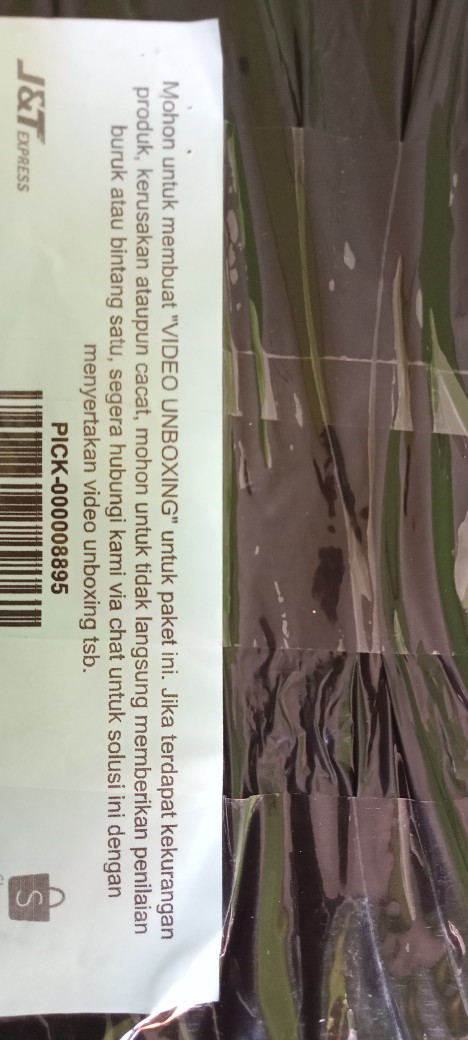 Mohon untuk membuat "VIDEO UNBOXING" untuk paket ini. Jika terdapat kekurangan
produk, kerusakan ataupun cacat, mohon untuk tidak langsung memberikan penilaian
buruk atau bintang satu, segera hubungi kami via chat untuk solusi ini dengan
menyertakan video unboxing tsb.
PICK-000008895
J&T EXPRESS
S